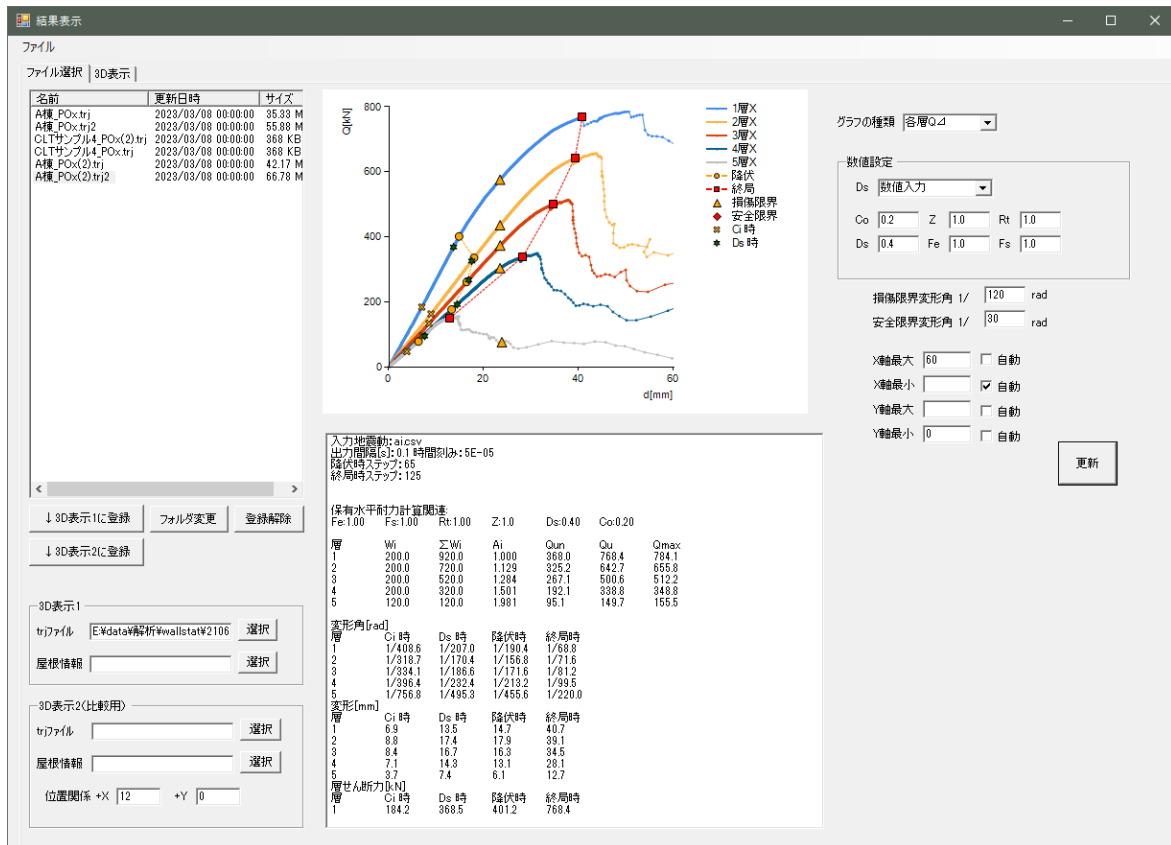 結果表示
ファイル
ファイル選択 3D表示
名前 更新日時 サイズ
A棟_POx.trj 2023/03/08 00:00:00 35.33 M
A棟_POx.trj2 2023/03/08 00:00:00 55.88 M
CLTサンプル4_POx(2).trj 2023/03/08 00:00:00 368 KB
CLTサンプル4_POx.trj 2023/03/08 00:00:00 368 KB
A棟_POx(2).trj 2023/03/08 00:00:00 42.17 M
A棟_POx(2).trj2 2023/03/08 00:00:00 66.78 M
↓3D表示1に登録 フォルダ変更 登録解除
↓3D表示2に登録
3D表示1
trjファイル E:¥data¥解析¥wallstat¥2106 選択
屋根情報 選択
3D表示2(比較用)
trjファイル 選択
屋根情報 選択
位置関係 +X 12 +Y 0
Q[kN]
800
600
400
200
0
0 20 40 60
d[mm]
1層X
2層X
3層X
4層X
5層X
降伏
終局
損傷限界
安全限界
Ci時
Ds時
入力地震動:ai.csv
出力間隔[s]:0.1 時間刻み:5E-05
降伏時ステップ:65
終局時ステップ:125
保有水平耐力計算関連:
Fe:1.00 Fs:1.00 Rt:1.00 Z:1.0 Ds:0.40 Co:0.20
層 Wi ΣWi Ai Qun Qu Qmax
1 200.0 920.0 1.000 368.0 768.4 784.1
2 200.0 720.0 1.129 325.2 642.7 655.8
3 200.0 520.0 1.284 267.1 500.6 512.2
4 200.0 320.0 1.501 192.1 338.8 348.8
5 120.0 120.0 1.981 95.1 149.7 155.5
変形角[rad]
層 Ci時 Ds時 降伏時 終局時
1 1/408.6 1/207.0 1/190.4 1/68.8
2 1/318.7 1/170.4 1/156.8 1/71.6
3 1/334.1 1/186.6 1/171.6 1/81.2
4 1/396.4 1/232.4 1/213.2 1/99.5
5 1/756.8 1/495.3 1/455.6 1/220.0
変形[mm]
層 Ci時 Ds時 降伏時 終局時
1 6.9 13.5 14.7 40.7
2 8.8 17.4 17.9 39.1
3 8.4 16.7 16.3 34.5
4 7.1 14.3 13.1 28.1
5 3.7 7.4 6.1 12.7
層せん断力[kN]
層 Ci時 Ds時 降伏時 終局時
1 184.2 368.5 401.2 768.4
グラフの種類 各層Q⊿
数値設定
Ds 数値入力
Co 0.2 Z 1.0 Rt 1.0
Ds 0.4 Fe 1.0 Fs 1.0
損傷限界変形角 1/ 120 rad
安全限界変形角 1/ 30 rad
X軸最大 60 自動
X軸最小 自動
Y軸最大 自動
Y軸最小 0 自動
更新